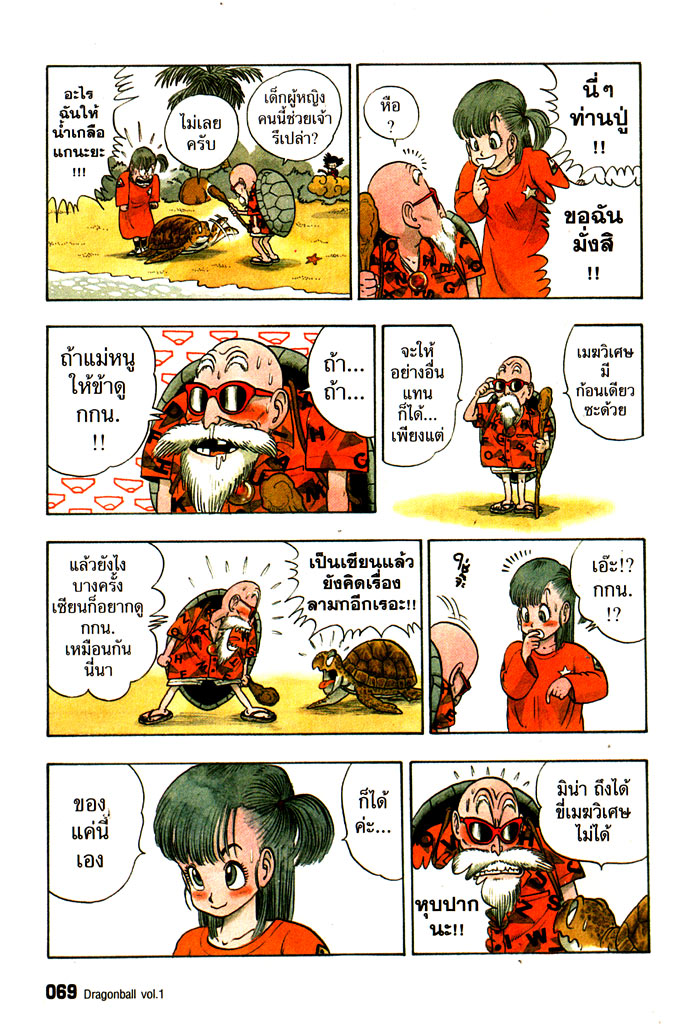 นี่ๆ
ท่านปู่
!!
ขอฉัน
มั่งสิ
!!
หือ
?
เด็กผู้หญิง
คนนี้ช่วยเจ้า
รึเปล่า?
ไม่เลย
ครับ
อะไร
ฉันให้
น้ำเกลือ
แกนะยะ
!!!
เมฆวิเศษ
มี
ก้อนเดียว
ซะด้วย
จะให้
อย่างอื่น
แทน
ก็ได้...
เพียงแต่
ถ้า...
ถ้า...
ถ้าแม่หนู
ให้ข้าดู
กกน.
!!
เอ๊ะ!?
กกน.
!?
ใช่
จ้ะ
เป็นเซียนแล้ว
ยังคิดเรื่อง
ลามกอีกเรอะ!!
แล้วยังไง
บางครั้ง
เซียนก็อยากดู
กกน.
เหมือนกัน
นี่นา
มิน่า ถึงได้
ขี่เมฆวิเศษ
ไม่ได้
หุบปาก
นะ!!
ก็ได้
ค่ะ...
ของ
แค่นี้
เอง
069 Dragonball vol.1